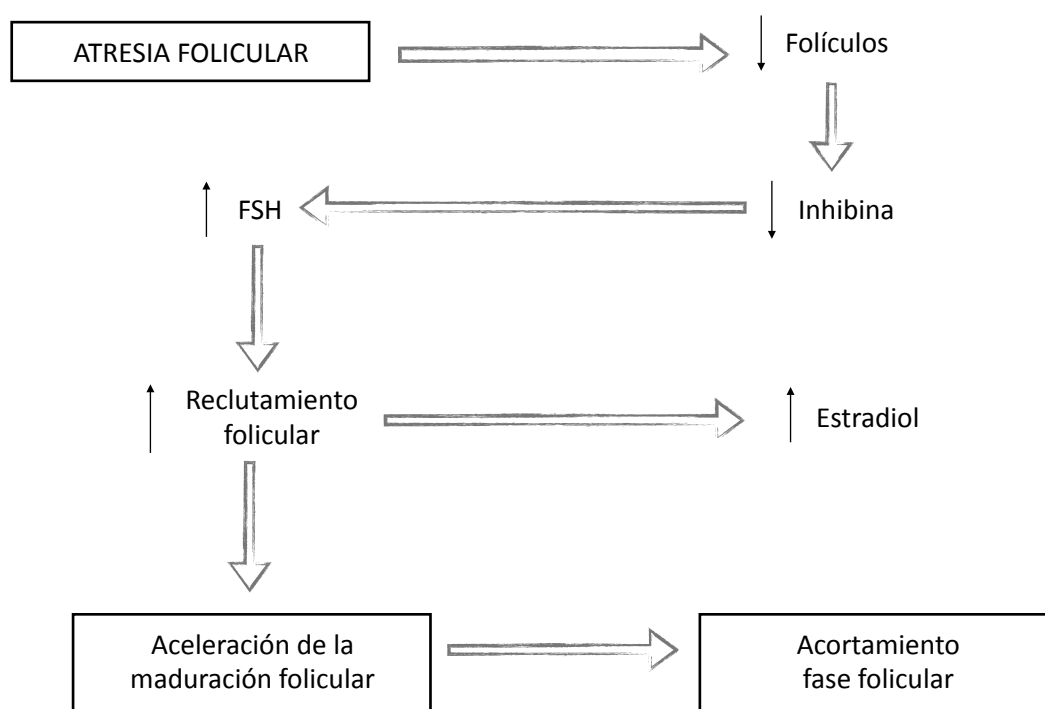 ATRESIA FOLICULAR
Folículos
FSH
Inhibina
Reclutamiento
folicular
Estradiol
Aceleración de la
maduración folicular
Acortamiento
fase folicular